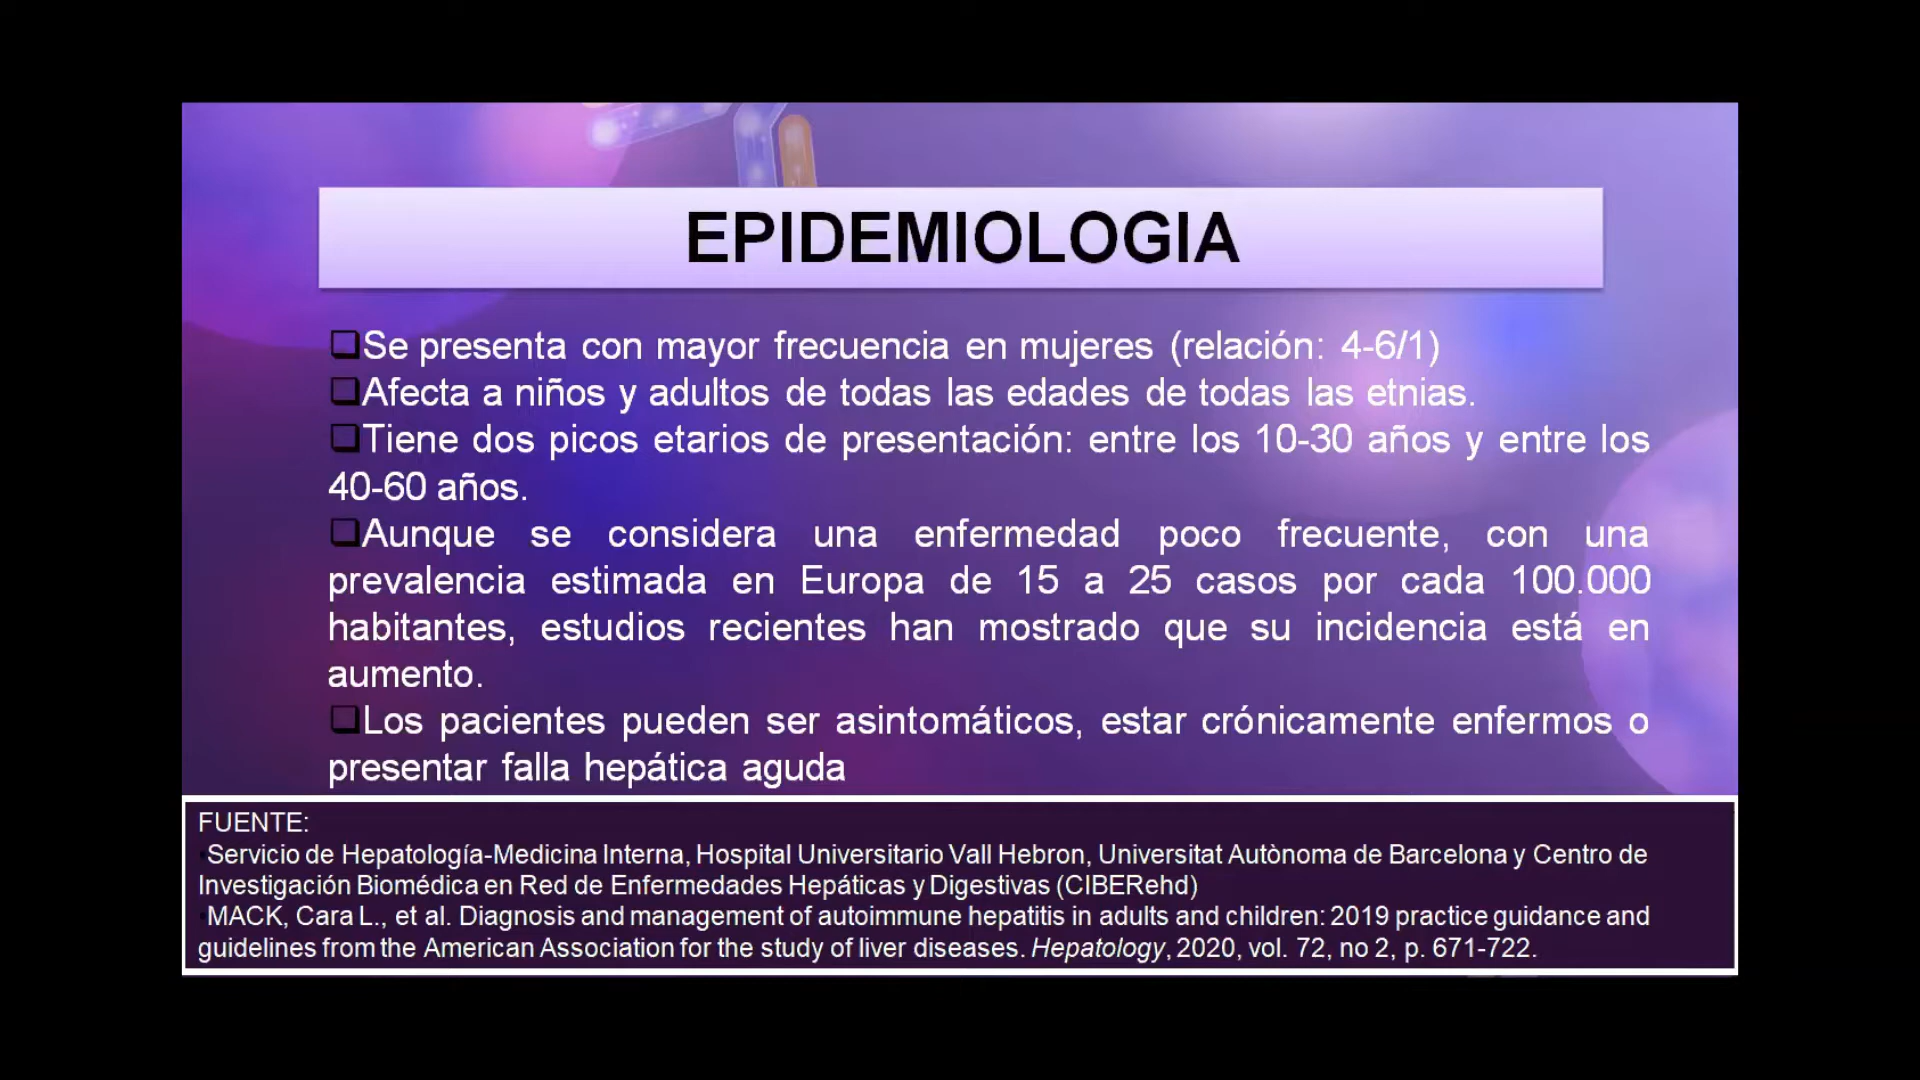 EPIDEMIOLOGIA
❑Se presenta con mayor frecuencia en mujeres (relación: 4-6/1)
❑Afecta a niños y adultos de todas las edades de todas las etnias.
❑Tiene dos picos etarios de presentación: entre los 10-30 años y entre los
40-60 años.
❑Aunque se considera una enfermedad poco frecuente, con una
prevalencia estimada en Europa de 15 a 25 casos por cada 100.000
habitantes, estudios recientes han mostrado que su incidencia está en
aumento.
❑Los pacientes pueden ser asintomáticos, estar crónicamente enfermos o
presentar falla hepática aguda
FUENTE:
•Servicio de Hepatología-Medicina Interna, Hospital Universitario Vall Hebron, Universitat Autònoma de Barcelona y Centro de
Investigación Biomédica en Red de Enfermedades Hepáticas y Digestivas (CIBERehd)
•MACK, Cara L., et al. Diagnosis and management of autoimmune hepatitis in adults and children: 2019 practice guidance and
guidelines from the American Association for the study of liver diseases. Hepatology, 2020, vol. 72, no 2, p. 671-722.